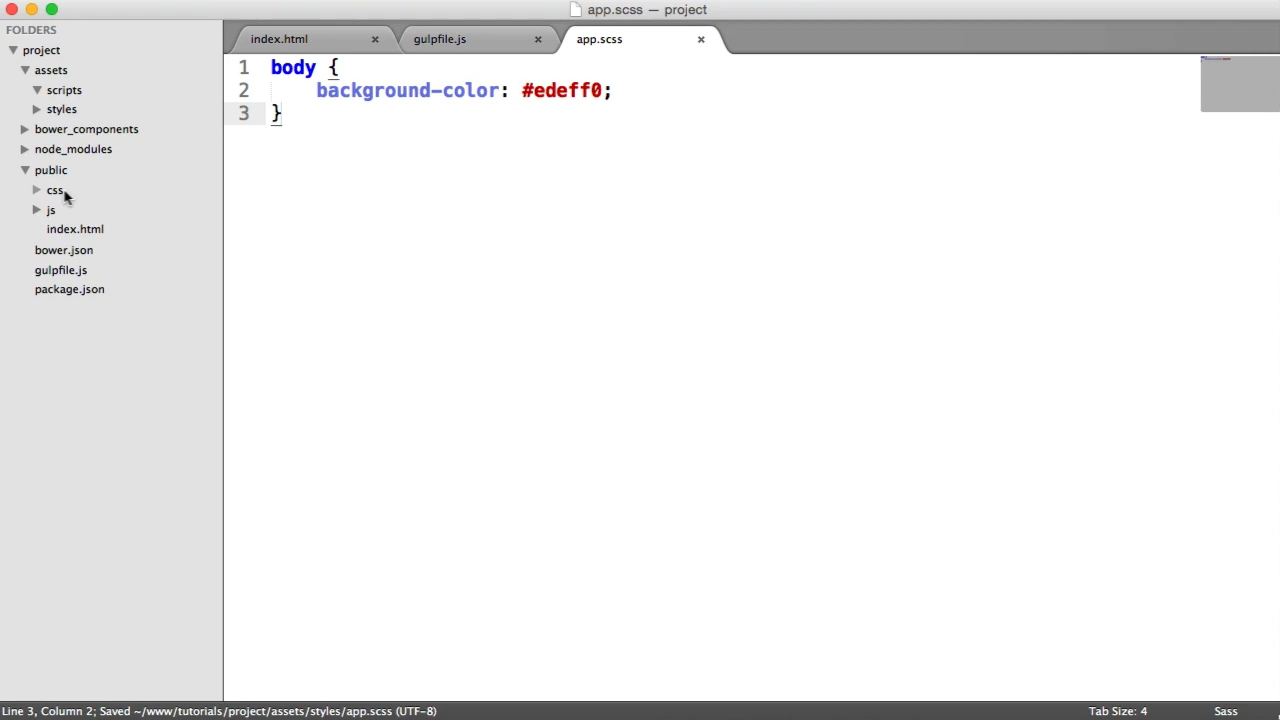 app.scss — project
FOLDERS
project
assets
scripts
styles
bower_components
node_modules
public
css
js
index.html
bower.json
gulpfile.js
package.json
index.html × gulpfile.js × app.scss ×
1 body {
2 background-color: #edeff0;
3 }
Line 3, Column 2; Saved ~/www/tutorials/project/assets/styles/app.scss (UTF-8) Tab Size: 4 Sass